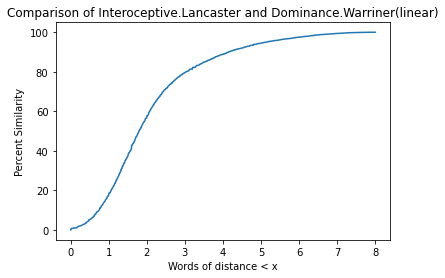 Comparison of Interoceptive.Lancaster and Dominance.Warriner(linear)
100
80
60
40
20
0
Percent Similarity
0 1 2 3 4 5 6 7 8
Words of distance < x